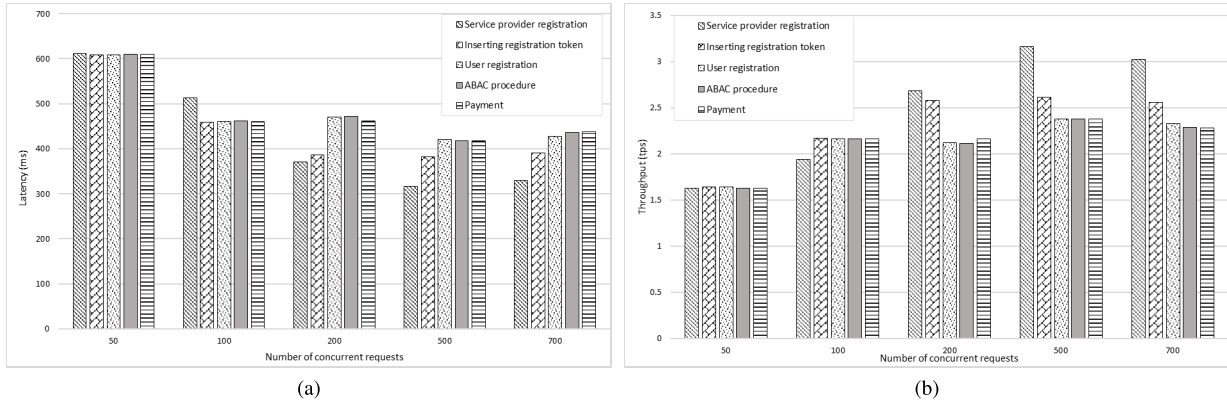 700
600
500
400
300
200
100
0
Latency (ms)
50 100 200 500 700
Number of concurrent requests
Service provider registration
Inserting registration token
User registration
ABAC procedure
Payment
(a)
3.5
3
2.5
2
1.5
1
0.5
0
Throughput (tps)
50 100 200 500 700
Number of concurrent requests
Service provider registration
Inserting registration token
User registration
ABAC procedure
Payment
(b)